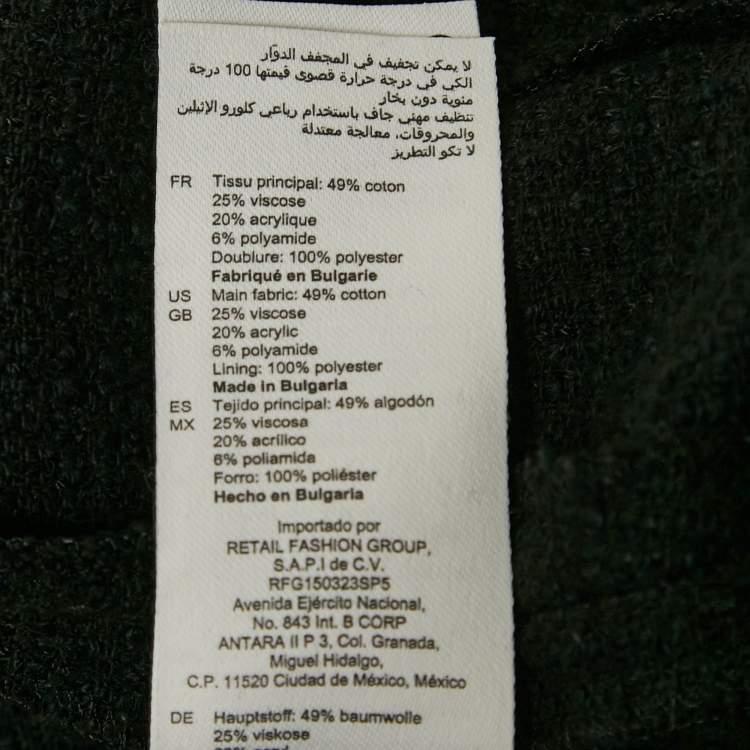 لا يمكن تجفيف في المجفف الدوّار
الكي في درجة حرارة قصوى قيمتها 100 درجة
مئوية دون بخار
تنظيف مهني جاف باستخدام رباعي كلورو الإثيلين
والمحروقات، معالجة معتدلة
لا تكو التطريز
FR Tissu principal: 49% coton
25% viscose
20% acrylique
6% polyamide
Doublure: 100% polyester
Fabriqué en Bulgarie
US Main fabric: 49% cotton
GB 25% viscose
20% acrylic
6% polyamide
Lining: 100% polyester
Made in Bulgaria
ES Tejido principal: 49% algodón
MX 25% viscosa
20% acrílico
6% poliamida
Forro: 100% poliéster
Hecho en Bulgaria
Importado por
RETAIL FASHION GROUP,
S.A.P.I de C.V.
RFG150323SP5
Avenida Ejército Nacional,
No. 843 Int. B CORP
ANTARA II P 3, Col. Granada,
Miguel Hidalgo,
C.P. 11520 Ciudad de México, México
DE Hauptstoff: 49% baumwolle
25% viskose